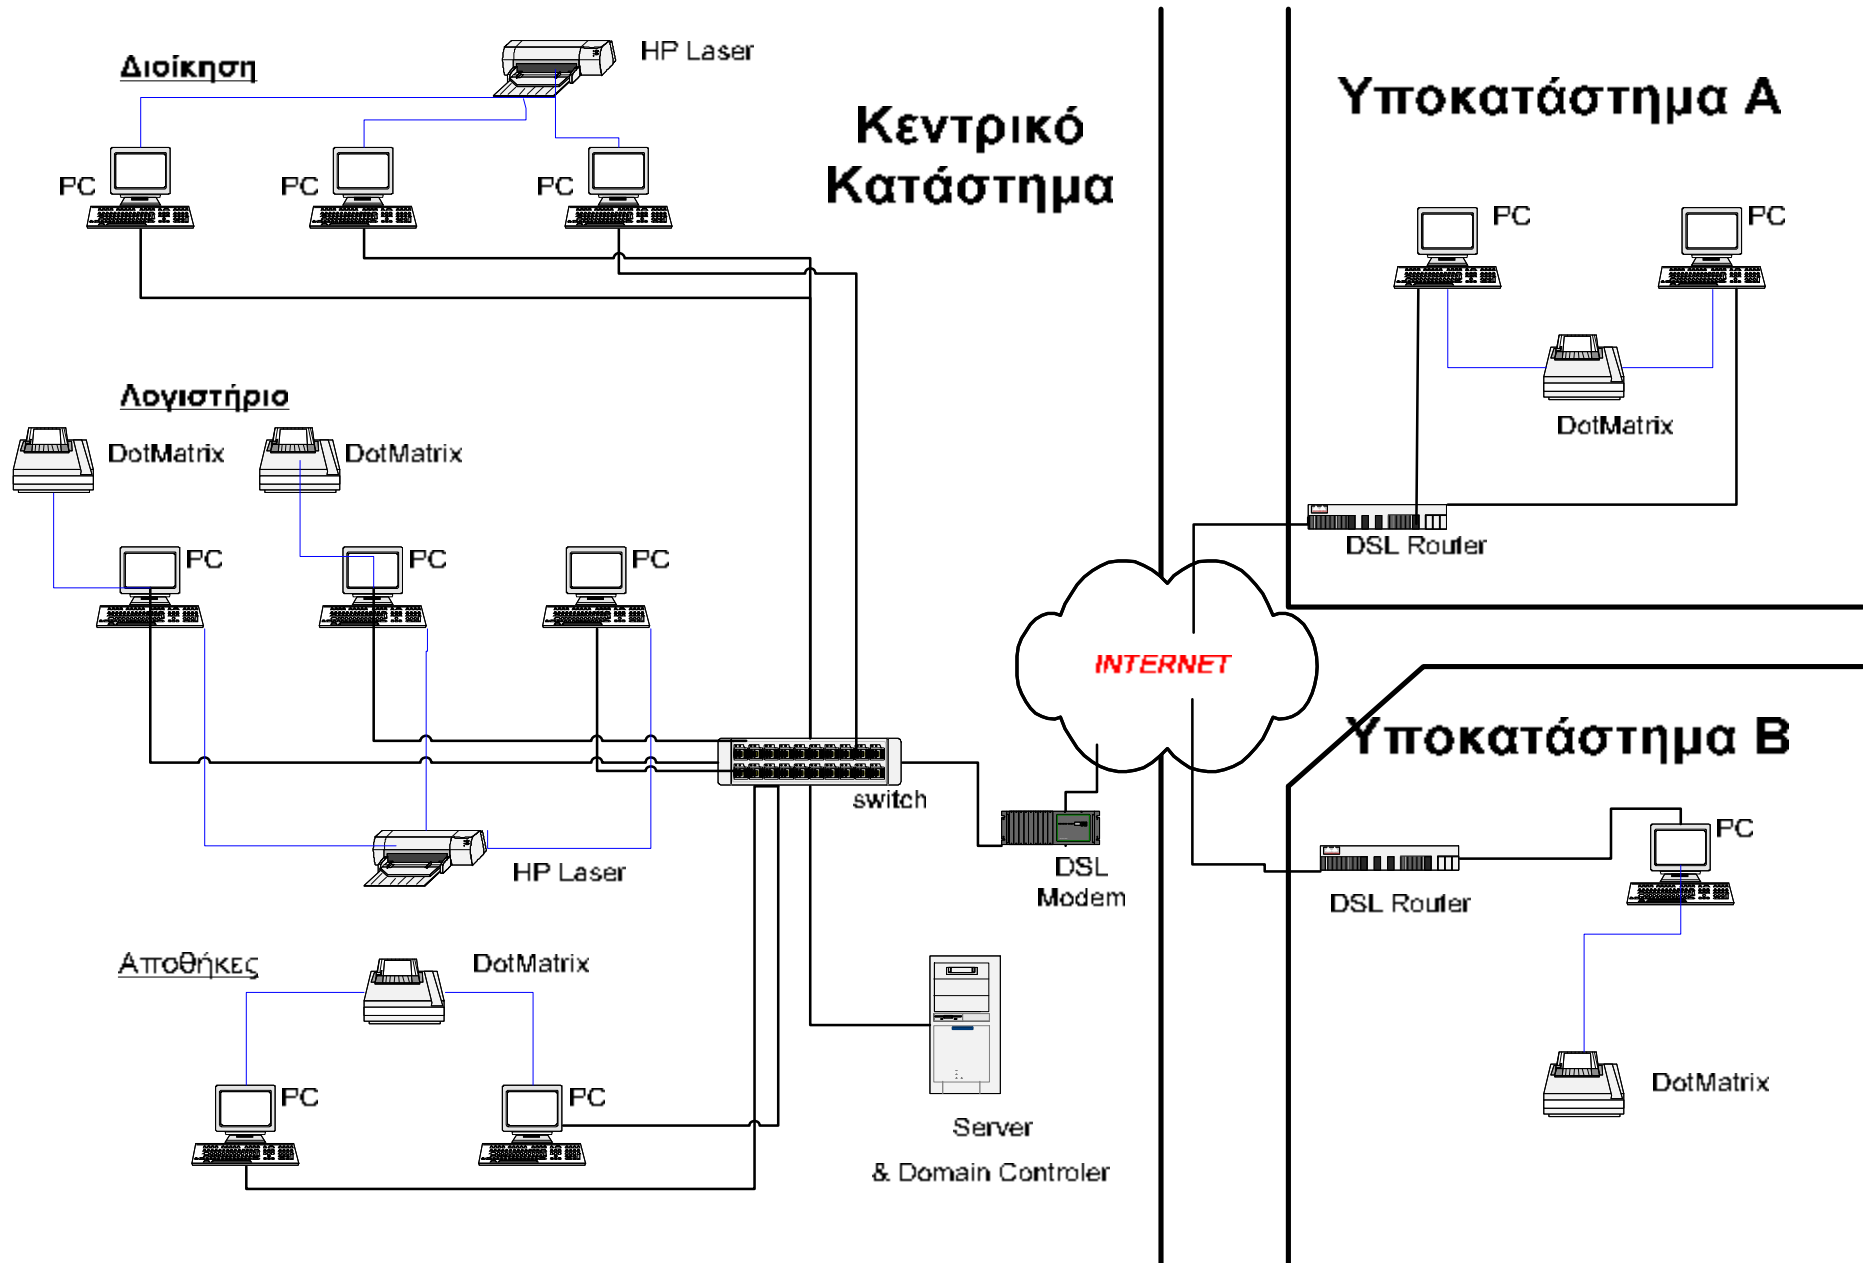 Διοίκηση
HP Laser
PC
PC
PC
Κεντρικό
Κατάστημα
Λογιστήριο
DotMatrix
DotMatrix
PC
PC
PC
switch
HP Laser
DSL
Modem
Αποθήκες
DotMatrix
PC
PC
Server
& Domain Controler
INTERNET
Υποκατάστημα Α
PC
PC
DotMatrix
DSL Router
Υποκατάστημα Β
PC
DSL Router
DotMatrix